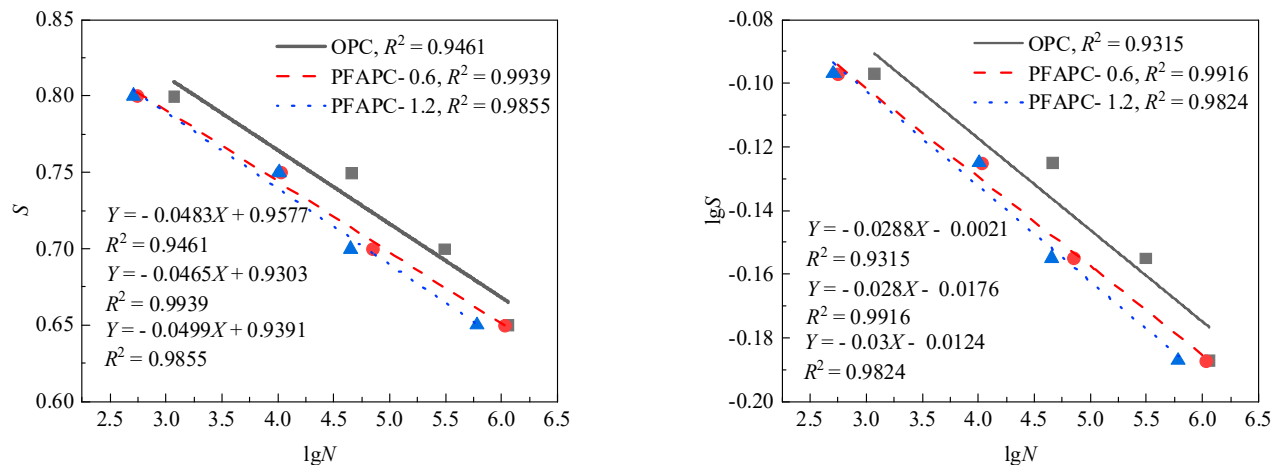 0.85
0.80
0.75
0.70
0.65
0.60
S
OPC, R² = 0.9461
PFAPC- 0.6, R² = 0.9939
PFAPC- 1.2, R² = 0.9855
Y = - 0.0483X + 0.9577
R² = 0.9461
Y = -0.0465X + 0.9303
R² = 0.9939
Y = -0.0499X + 0.9391
R² = 0.9855
2.5 3.0 3.5 4.0 4.5 5.0 5.5 6.0 6.5
lgN
-0.08
-0.10
-0.12
-0.14
-0.16
-0.18
-0.20
lgS
OPC, R² = 0.9315
PFAPC- 0.6, R² = 0.9916
PFAPC- 1.2, R² = 0.9824
Y = -0.0288X - 0.0021
R² = 0.9315
Y = -0.028X - 0.0176
R² = 0.9916
Y = -0.03X - 0.0124
R² = 0.9824
2.5 3.0 3.5 4.0 4.5 5.0 5.5 6.0 6.5
lgN